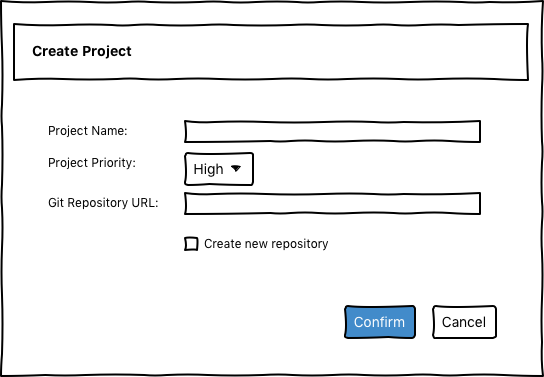 Create Project
Project Name:
Project Priority:
High
Git Repository URL:
Create new repository
Confirm
Cancel